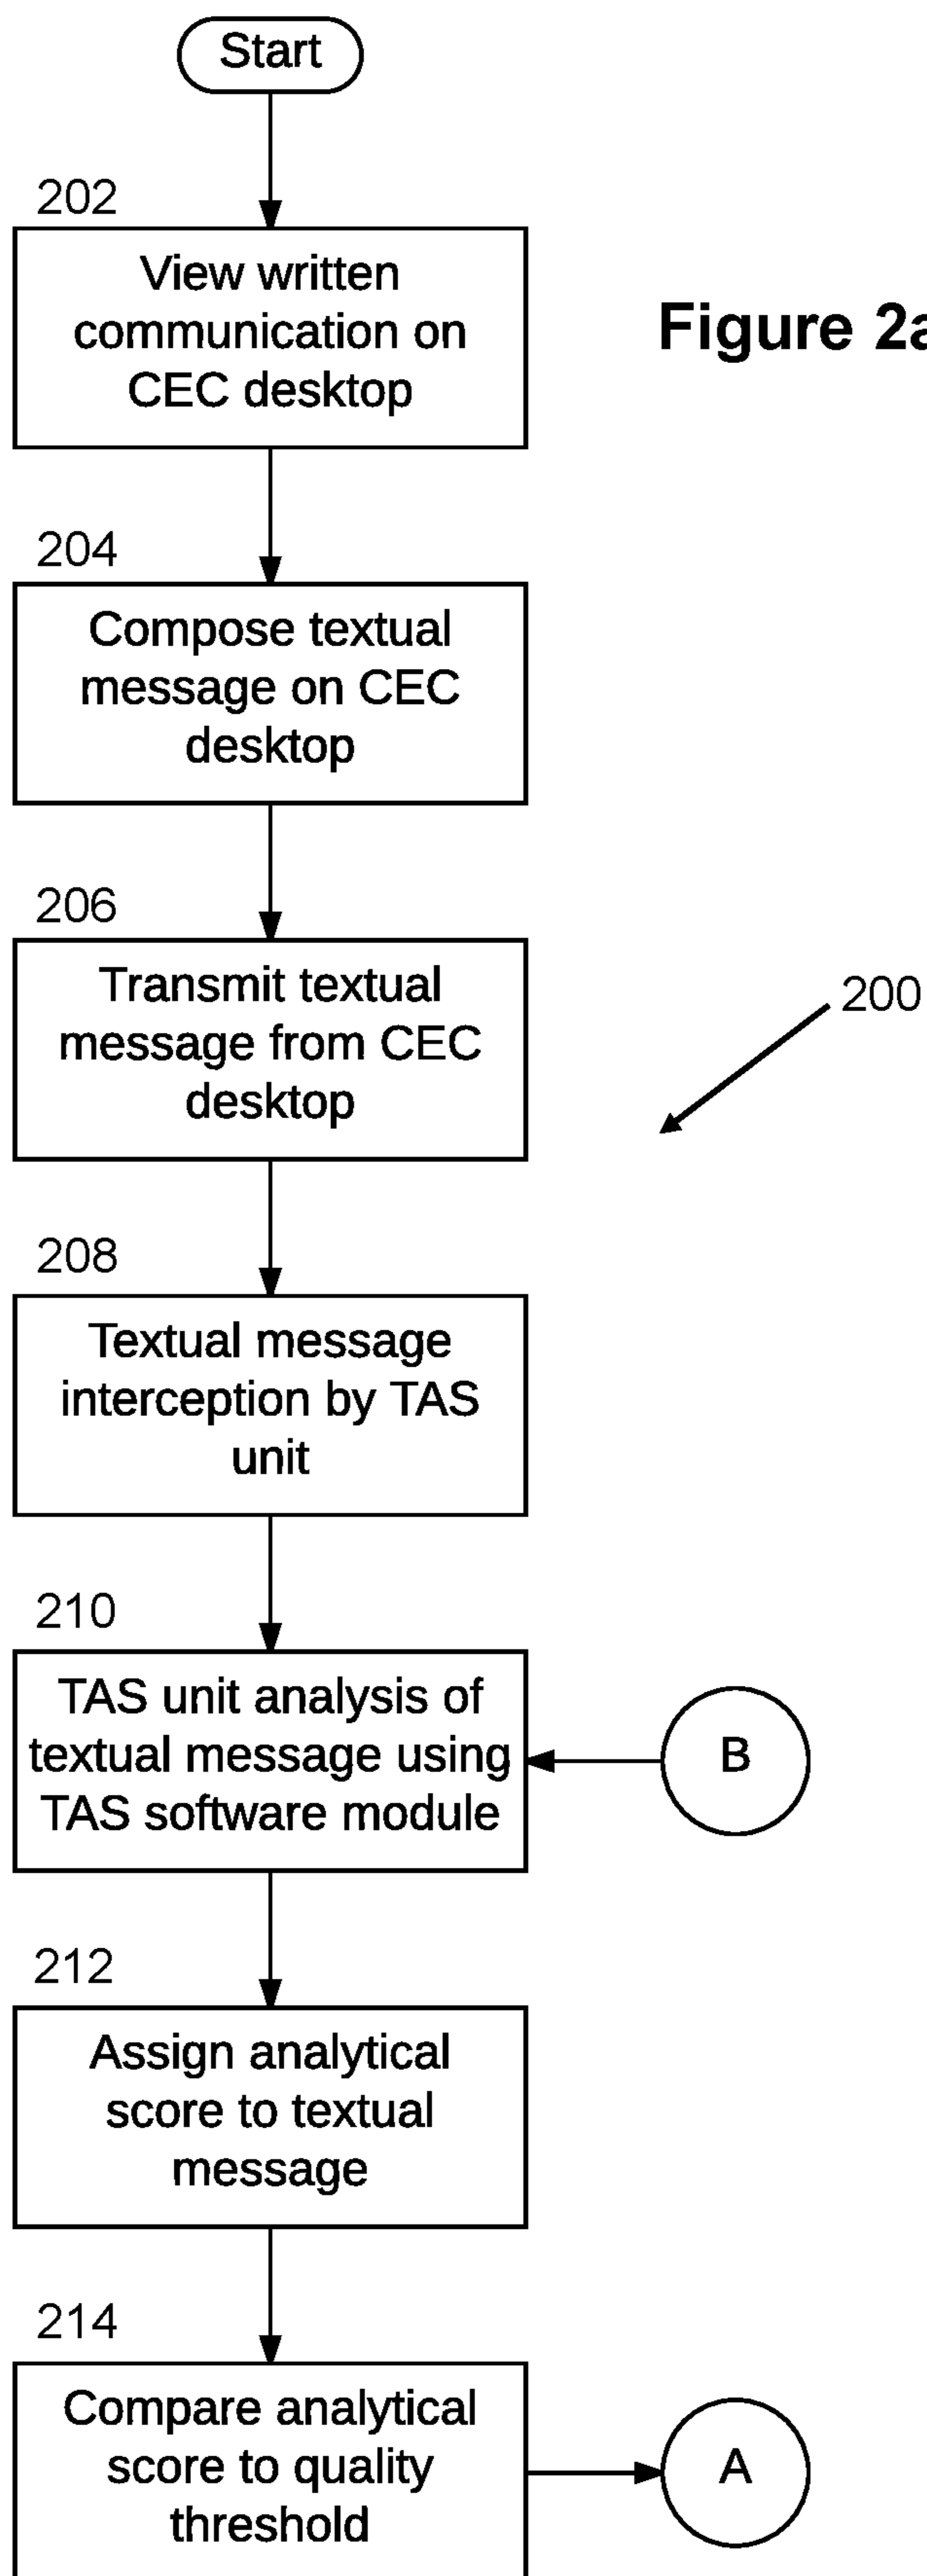 Start
202
View written
communication on
CEC desktop
Figure 2a
204
Compose textual
message on CEC
desktop
206
Transmit textual
message from CEC
desktop
200
208
Textual message
interception by TAS
unit
210
TAS unit analysis of
textual message using
TAS software module
B
212
Assign analytical
score to textual
message
214
Compare analytical
score to quality
threshold
A